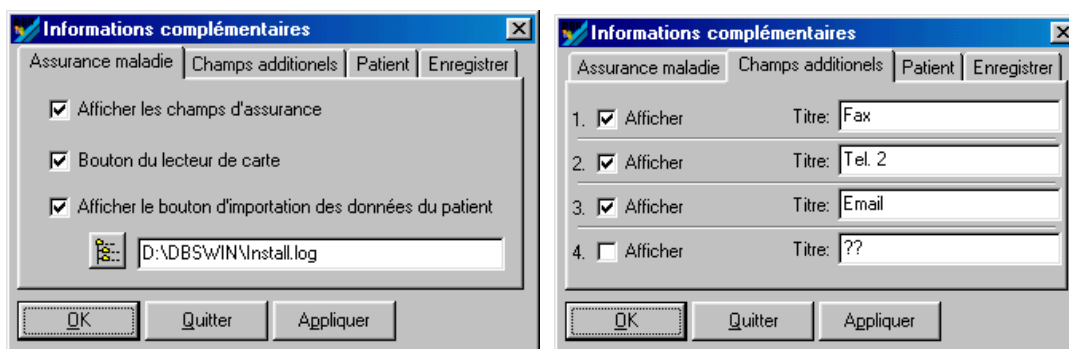 Informations complémentaires
Assurance maladie Champs additionels Patient Enregistrer
Afficher les champs d'assurance
Bouton du lecteur de carte
Afficher le bouton d'importation des données du patient
D:\DBSWIN\Install.log
OK Quitter Appliquer
Informations complémentaires
Assurance maladie Champs additionels Patient Enregistrer
1. Afficher Titre: Fax
2. Afficher Titre: Tel. 2
3. Afficher Titre: Email
4. Afficher Titre: ??
OK Quitter Appliquer